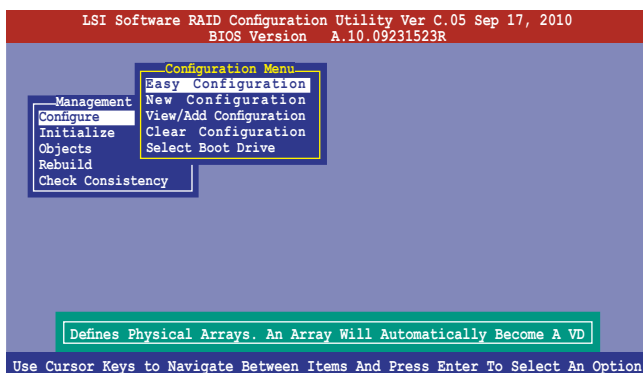 LSI Software RAID Configuration Utility Ver C.05 Sep 17, 2010
BIOS Version A.10.09231523R
Configuration Menu
Easy Configuration
New Configuration
View/Add Configuration
Clear Configuration
Select Boot Drive
Management
Configure
Initialize
Objects
Rebuild
Check Consistency
Defines Physical Arrays. An Array Will Automatically Become A VD
Use Cursor Keys to Navigate Between Items And Press Enter To Select An Option